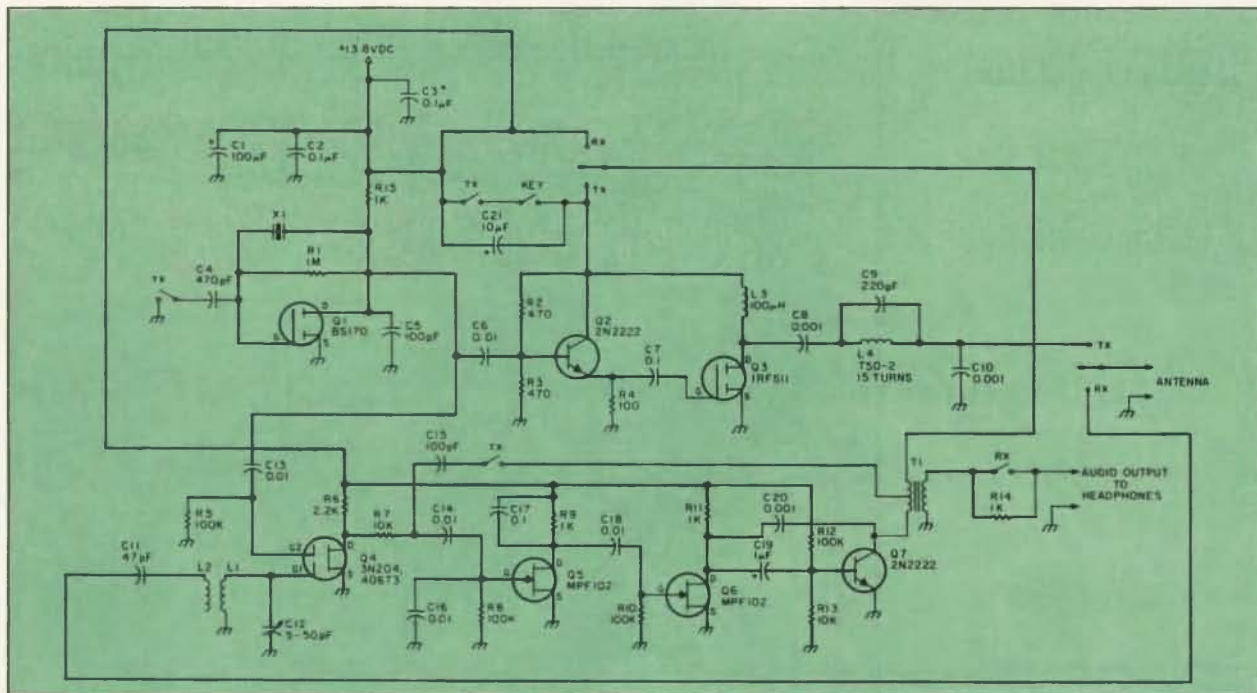 +13.8VDC
C3*
0.1µF
C1
100µF
C2
0.1µF
RX
TX
R15
1K
TX
KEY
C21
10µF
X1
R1
1M
C4
470pF
TX
D
G
S
Q1
BS170
C5
100pF
C6
0.01
R2
470
R3
470
Q2
2N2222
R4
100
C7
0.1
L3
100µH
D
G
S
Q3
IRF511
C8
0.001
C9
220pF
L4
T50-2
15 TURNS
C10
0.001
TX
RX
ANTENNA
C13
0.01
R5
100K
C11
47pF
L2
L1
C12
5-50pF
R6
2.2K
G2
G1
D
S
Q4
3N204,
40673
R7
10K
C15
100pF
TX
C14
0.01
C16
0.01
R8
100K
C17
0.1
R9
1K
G
D
S
Q5
MPF102
C18
0.01
R10
100K
R11
1K
G
D
S
Q6
MPF102
C20
0.001
C19
1µF
R12
100K
R13
10K
Q7
2N2222
T1
RX
R14
1K
AUDIO OUTPUT
TO
HEADPHONES